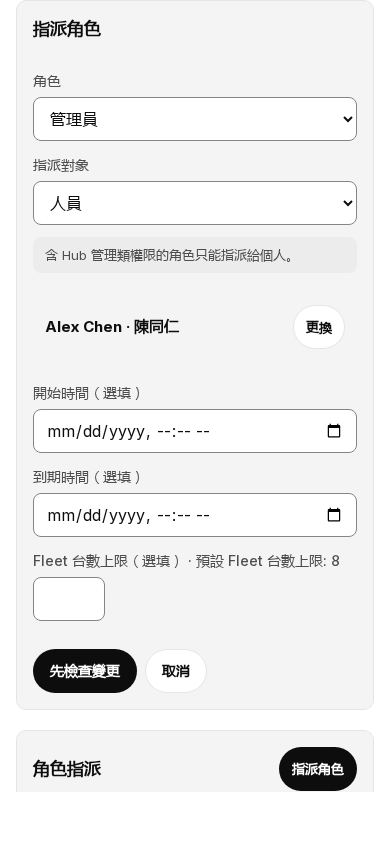 指派角色
角色
管理員
指派對象
人員
含 Hub 管理類權限的角色只能指派給個人。
Alex Chen · 陳同仁
更換
開始時間（選填）
mm/dd/yyyy, --:-- --
到期時間（選填）
mm/dd/yyyy, --:-- --
Fleet 台數上限（選填） · 預設 Fleet 台數上限: 8
先檢查變更
取消
角色指派
指派角色